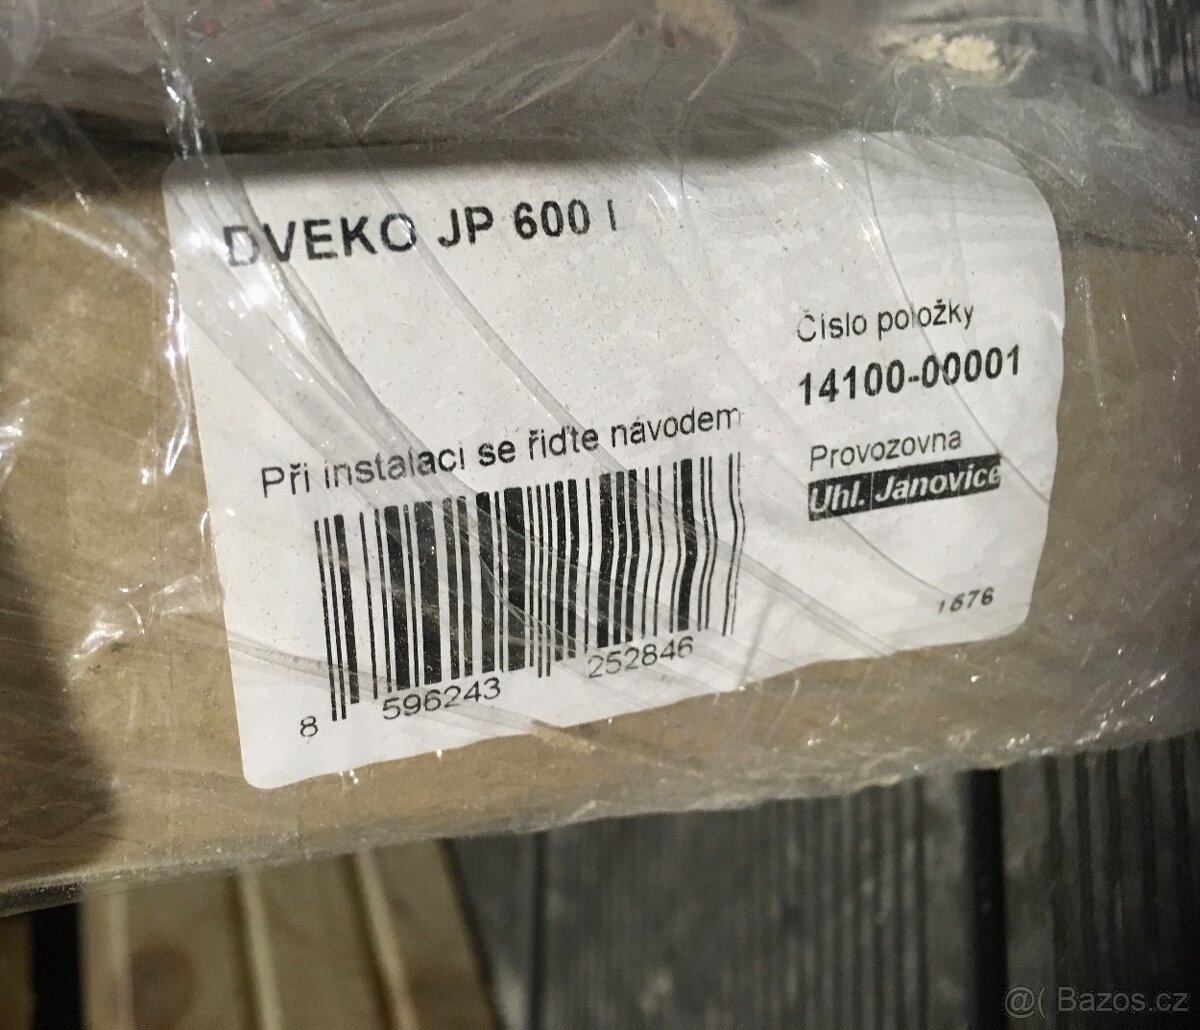 DVEKO JP 600 l
Číslo položky
14100-00001
Při instalaci se řiďte návodem
Provozovna
Uhl. Janovice
1676
8 596243 252846
@( Bazos.cz